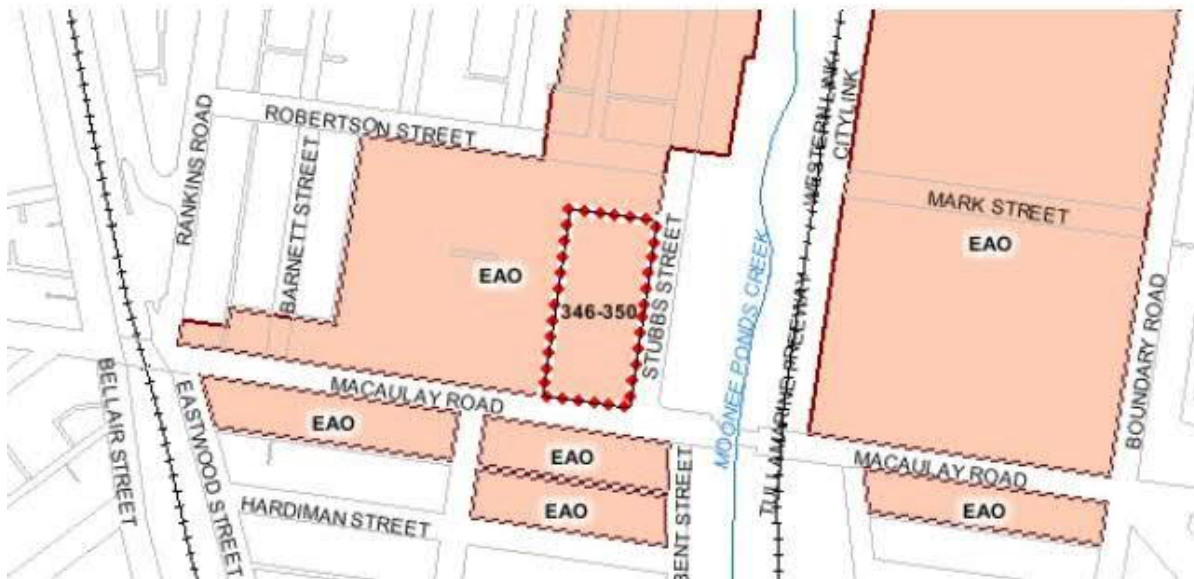 ROBERTSON STREET
RANKINS ROAD
BARNETT STREET
WESTERN LINK
CITYLINK
MARK STREET
EAO
EAO
346-350
STUBBS STREET
MOONEE PONDS CREEK
TULLAMARINE FREEWAY
BOUNDARY ROAD
MACAULAY ROAD
BELLAIR STREET
EASTWOOD STREET
EAO
EAO
MACAULAY ROAD
EAO
EAO
HARDIMAN STREET
BENT STREET